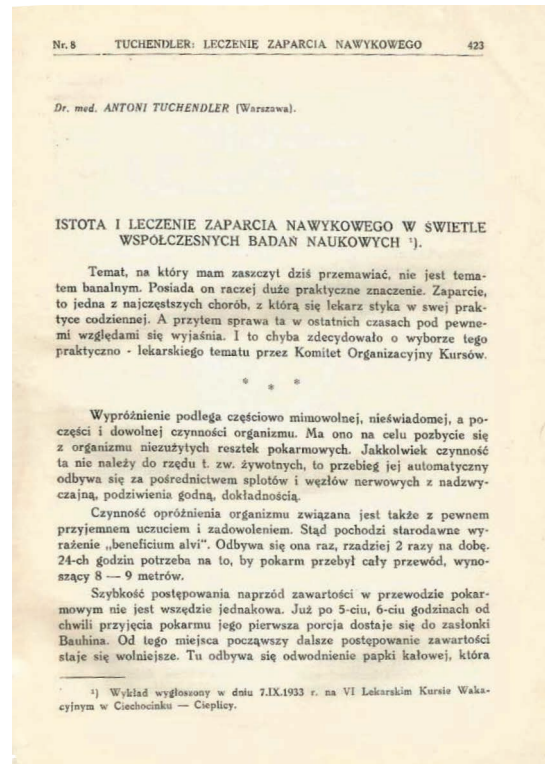 Nr. 8 TUCHENDLER: LECZENIE ZAPARCIA NAWYKOWEGO 423
Dr. med. ANTONI TUCHENDLER (Warszawa).
ISTOTA I LECZENIE ZAPARCIA NAWYKOWEGO W ŚWIETLE
WSPÓŁCZESNYCH BADAŃ NAUKOWYCH ¹).
Temat, na który mam zaszczyt dziś przemawiać, nie jest tema-
tem banalnym. Posiada on raczej duże praktyczne znaczenie. Zaparcie,
to jedna z najczęstszych chorób, z którą się lekarz styka w swej prak-
tyce codziennej. A przytem sprawa ta w ostatnich czasach pod pewne-
mi względami się wyjaśnia. I to chyba zdecydowało o wyborze tego
praktyczno - lekarskiego tematu przez Komitet Organizacyjny Kursów.
* * *
Wypróżnienie podlega częściowo mimowolnej, nieświadomej, a po-
części i dowolnej czynności organizmu. Ma ono na celu pozbycie się
z organizmu niezużytych resztek pokarmowych. Jakkolwiek czynność
ta nie należy do rzędu t. zw. żywotnych, to przebieg jej automatyczny
odbywa się za pośrednictwem splotów i węzłów nerwowych z nadzwy-
czajną, podziwienia godną, dokładnością.
Czynność opróżnienia organizmu związana jest także z pewnem
przyjemnem uczuciem i zadowoleniem. Stąd pochodzi starodawne wy-
rażenie „beneficium alvi". Odbywa się ona raz, rzadziej 2 razy na dobę.
24-ch godzin potrzeba na to, by pokarm przebył cały przewód, wyno-
szący 8 — 9 metrów.
Szybkość postępowania naprzód zawartości w przewodzie pokar-
mowym nie jest wszędzie jednakowa. Już po 5-ciu, 6-ciu godzinach od
chwili przyjęcia pokarmu jego pierwsza porcja dostaje się do zasłonki
Bauhina. Od tego miejsca począwszy dalsze postępowanie zawartości
staje się wolniejsze. Tu odbywa się odwodnienie papki kałowej, która
¹) Wykład wygłoszony w dniu 7.IX.1933 r. na VI Lekarskim Kursie Waka-
cyjnym w Ciechocinku — Cieplicy.